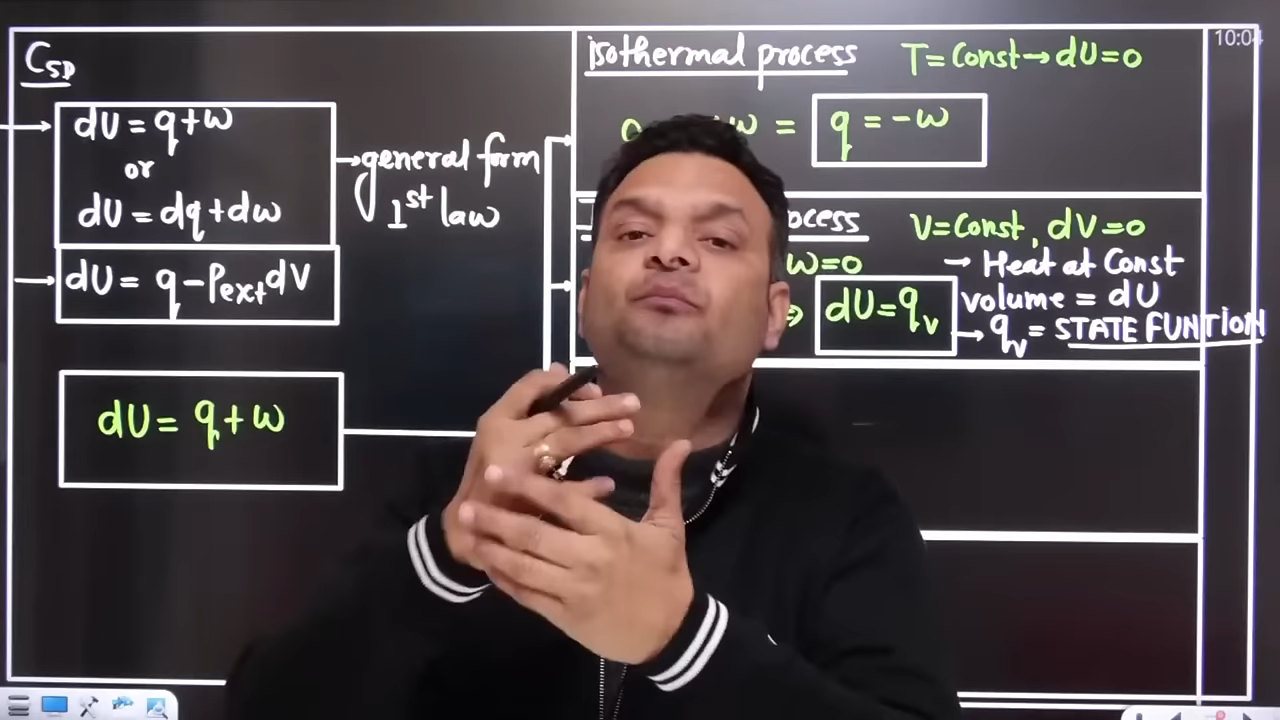 CSP
dU = q + w
or
dU = dq + dw
→ general form
1st law
dU = q - Pext dV
dU = q + w
isothermal process T = Const → dU = 0
0 w = q = -w
ocess V = Const, dV = 0
w = 0 → Heat at Const
volume = dU
⇒ dU = qv
→ qv = STATE FUNTION
10:04